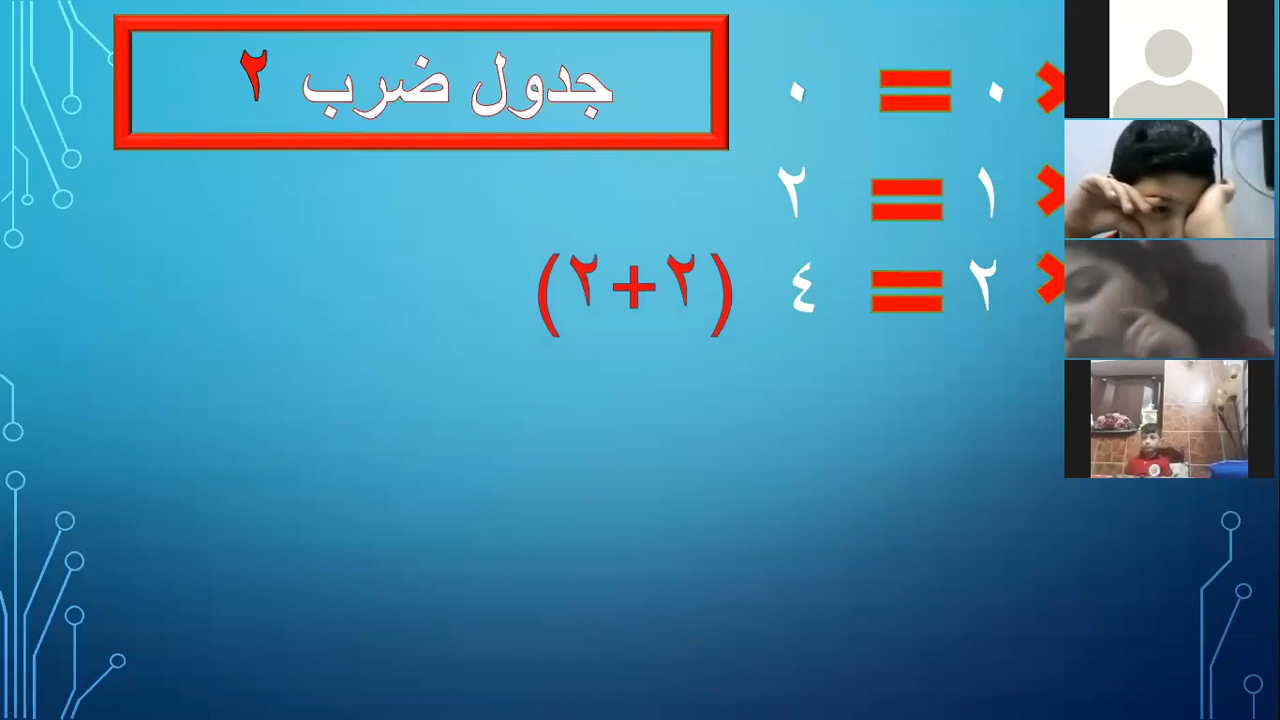 جدول ضرب ٢
× ٠ = ٠
× ١ = ٢
× ٢ = ٤ (٢+٢)